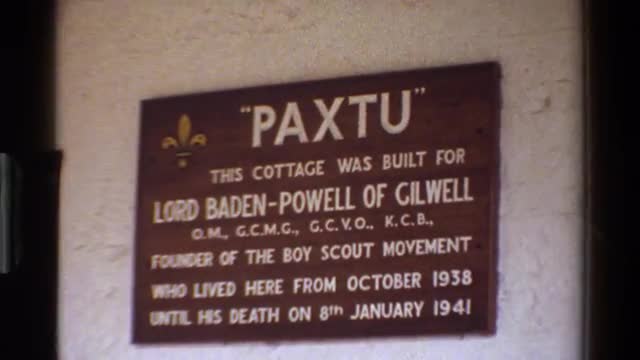 "PAXTU"
THIS COTTAGE WAS BUILT FOR
LORD BADEN-POWELL OF GILWELL
O.M., G.C.M.G., G.C.V.O., K.C.B.,
FOUNDER OF THE BOY SCOUT MOVEMENT
WHO LIVED HERE FROM OCTOBER 1938
UNTIL HIS DEATH ON 8th JANUARY 1941